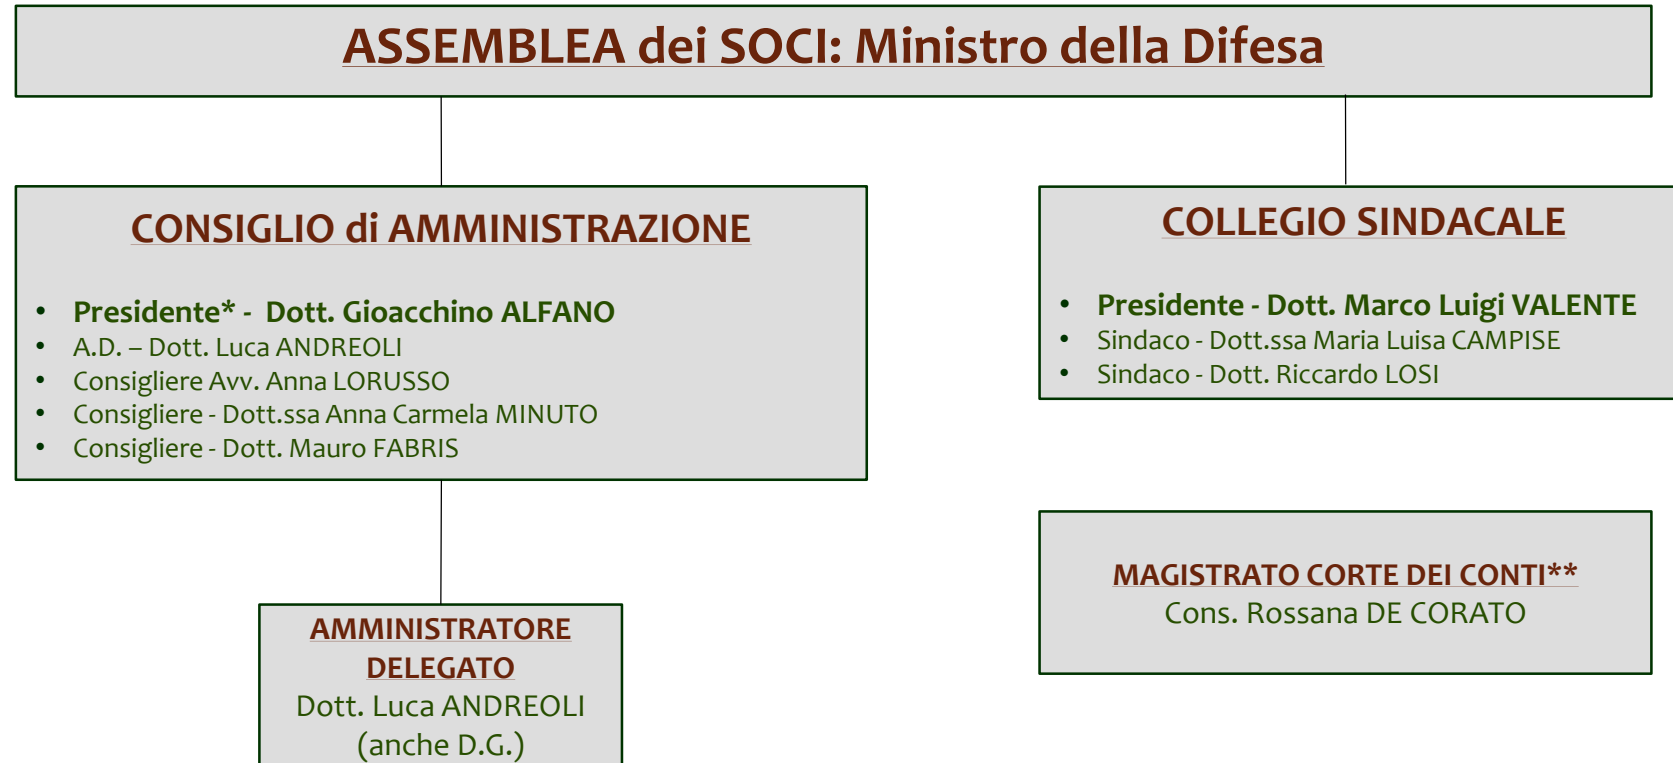 ASSEMBLEA dei SOCI: Ministro della Difesa
CONSIGLIO di AMMINISTRAZIONE
• Presidente* - Dott. Gioacchino ALFANO
• A.D. – Dott. Luca ANDREOLI
• Consigliere Avv. Anna LORUSSO
• Consigliere - Dott.ssa Anna Carmela MINUTO
• Consigliere - Dott. Mauro FABRIS
COLLEGIO SINDACALE
• Presidente - Dott. Marco Luigi VALENTE
• Sindaco - Dott.ssa Maria Luisa CAMPISE
• Sindaco - Dott. Riccardo LOSI
MAGISTRATO CORTE DEI CONTI**
Cons. Rossana DE CORATO
AMMINISTRATORE
DELEGATO
Dott. Luca ANDREOLI
(anche D.G.)